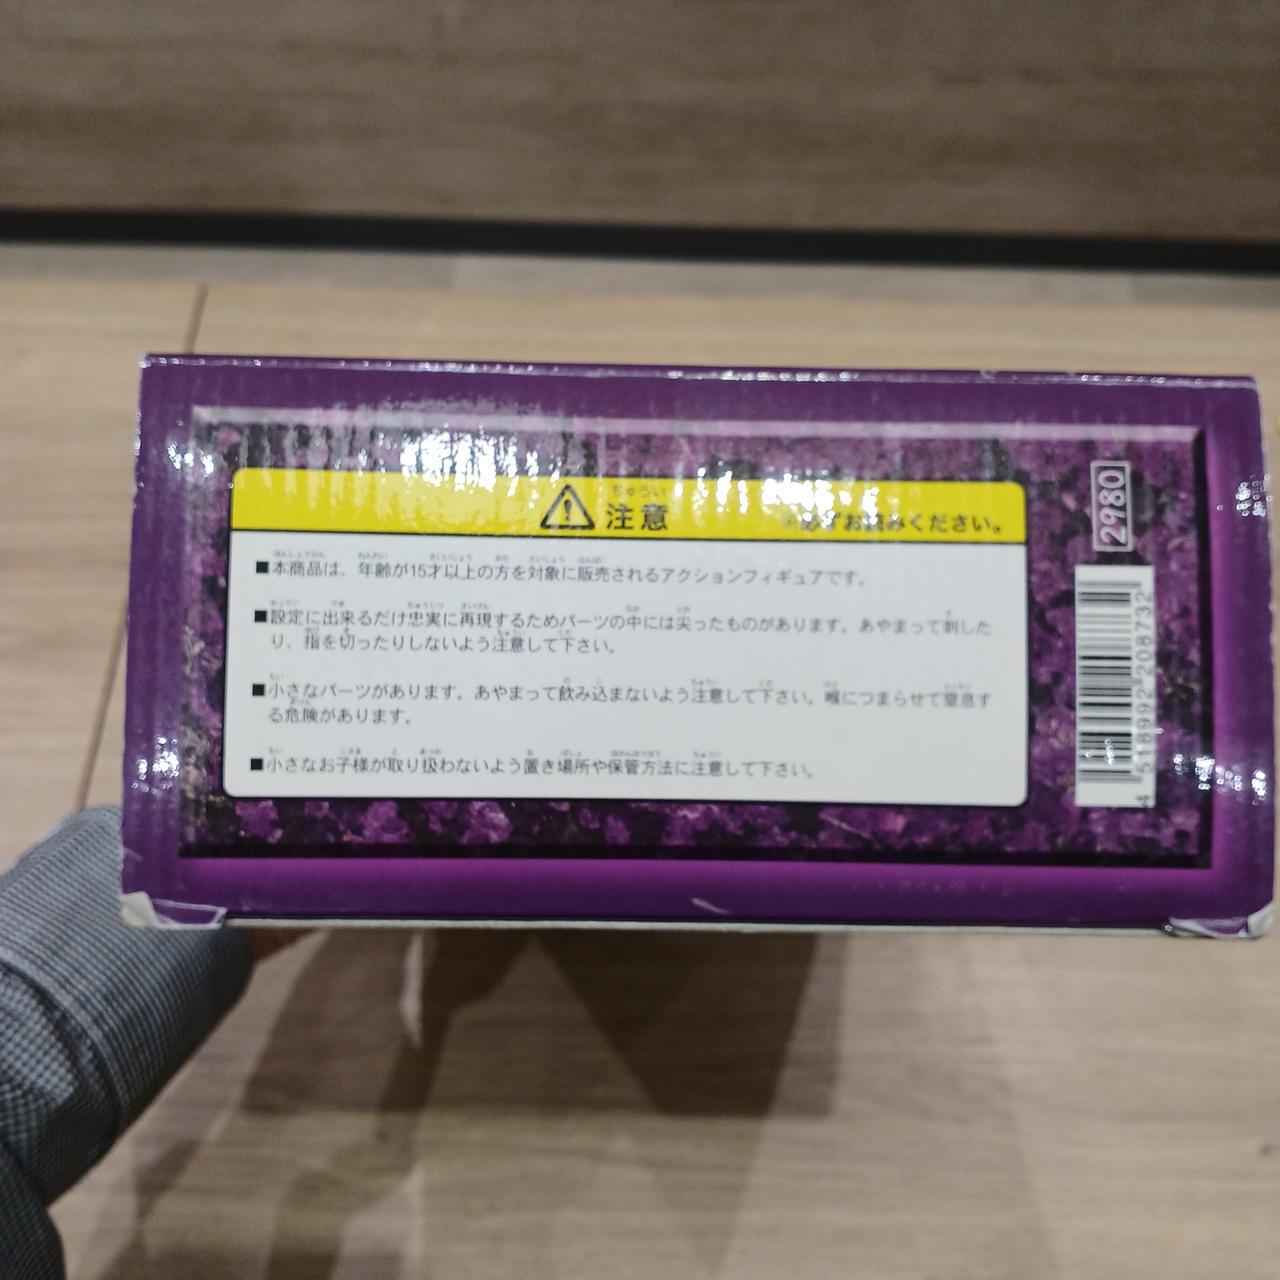 注意 ※必ずお読みください。
■本商品は、年齢が15才以上の方を対象に販売されるアクションフィギュアです。
■設定に出来るだけ忠実に再現するためパーツの中には尖ったものがあります。あやまって刺した
り、指を切ったりしないよう注意して下さい。
■小さなパーツがあります。あやまって飲み込まないよう注意して下さい。喉につまらせて窒息す
る危険があります。
■小さなお子様が取り扱わないよう置き場所や保管方法に注意して下さい。
2980
4 518992 208732